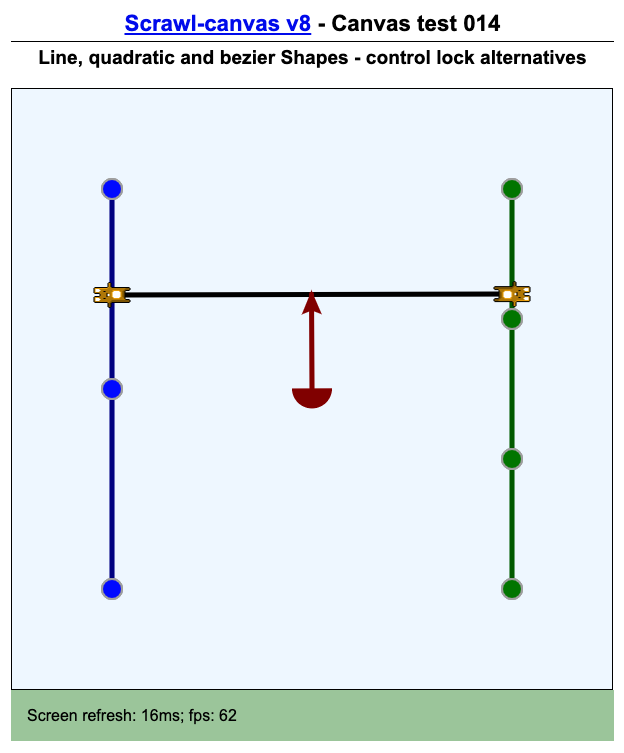 Scrawl-canvas v8 - Canvas test 014
Line, quadratic and bezier Shapes - control lock alternatives
Screen refresh: 16ms; fps: 62